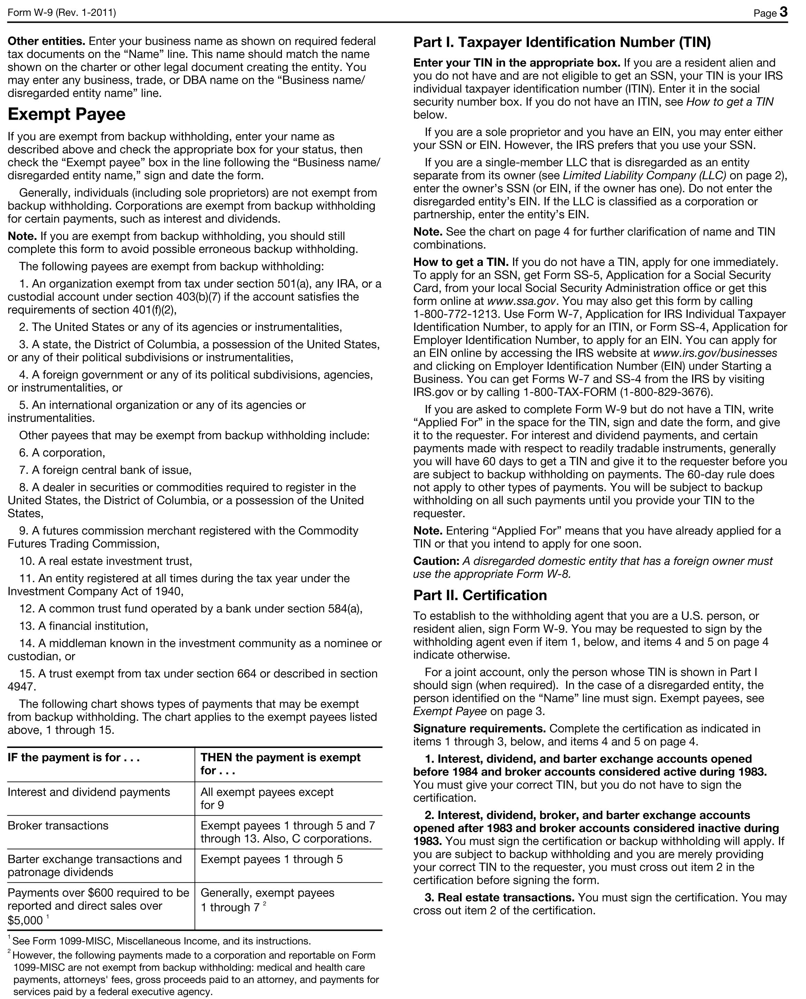 Form W-9 (Rev. 1-2011)
Page 3
Other entities. Enter your business name as shown on required federal
tax documents on the “Name” line. This name should match the name
shown on the charter or other legal document creating the entity. You
may enter any business, trade, or DBA name on the “Business name/
disregarded entity name” line.
Exempt Payee
If you are exempt from backup withholding, enter your name as
described above and check the appropriate box for your status, then
check the “Exempt payee” box in the line following the “Business name/
disregarded entity name,” sign and date the form.
Generally, individuals (including sole proprietors) are not exempt from
backup withholding. Corporations are exempt from backup withholding
for certain payments, such as interest and dividends.
Note. If you are exempt from backup withholding, you should still
complete this form to avoid possible erroneous backup withholding.
The following payees are exempt from backup withholding:
1. An organization exempt from tax under section 501(a), any IRA, or a
custodial account under section 403(b)(7) if the account satisfies the
requirements of section 401(f)(2),
2. The United States or any of its agencies or instrumentalities,
3. A state, the District of Columbia, a possession of the United States,
or any of their political subdivisions or instrumentalities,
4. A foreign government or any of its political subdivisions, agencies,
or instrumentalities, or
5. An international organization or any of its agencies or
instrumentalities.
Other payees that may be exempt from backup withholding include:
6. A corporation,
7. A foreign central bank of issue,
8. A dealer in securities or commodities required to register in the
United States, the District of Columbia, or a possession of the United
States,
9. A futures commission merchant registered with the Commodity
Futures Trading Commission,
10. A real estate investment trust,
11. An entity registered at all times during the tax year under the
Investment Company Act of 1940,
12. A common trust fund operated by a bank under section 584(a),
13. A financial institution,
14. A middleman known in the investment community as a nominee or
custodian, or
15. A trust exempt from tax under section 664 or described in section
4947.
The following chart shows types of payments that may be exempt
from backup withholding. The chart applies to the exempt payees listed
above, 1 through 15.
IF the payment is for . . .
THEN the payment is exempt
for . . .
Interest and dividend payments
All exempt payees except
for 9
Broker transactions
Exempt payees 1 through 5 and 7
through 13. Also, C corporations.
Barter exchange transactions and
patronage dividends
Exempt payees 1 through 5
Payments over $600 required to be
reported and direct sales over
$5,000 1
Generally, exempt payees
1 through 7 2
1 See Form 1099-MISC, Miscellaneous Income, and its instructions.
2 However, the following payments made to a corporation and reportable on Form
1099-MISC are not exempt from backup withholding: medical and health care
payments, attorneys' fees, gross proceeds paid to an attorney, and payments for
services paid by a federal executive agency.
Part I. Taxpayer Identification Number (TIN)
Enter your TIN in the appropriate box. If you are a resident alien and
you do not have and are not eligible to get an SSN, your TIN is your IRS
individual taxpayer identification number (ITIN). Enter it in the social
security number box. If you do not have an ITIN, see How to get a TIN
below.
If you are a sole proprietor and you have an EIN, you may enter either
your SSN or EIN. However, the IRS prefers that you use your SSN.
If you are a single-member LLC that is disregarded as an entity
separate from its owner (see Limited Liability Company (LLC) on page 2),
enter the owner’s SSN (or EIN, if the owner has one). Do not enter the
disregarded entity’s EIN. If the LLC is classified as a corporation or
partnership, enter the entity’s EIN.
Note. See the chart on page 4 for further clarification of name and TIN
combinations.
How to get a TIN. If you do not have a TIN, apply for one immediately.
To apply for an SSN, get Form SS-5, Application for a Social Security
Card, from your local Social Security Administration office or get this
form online at www.ssa.gov. You may also get this form by calling
1-800-772-1213. Use Form W-7, Application for IRS Individual Taxpayer
Identification Number, to apply for an ITIN, or Form SS-4, Application for
Employer Identification Number, to apply for an EIN. You can apply for
an EIN online by accessing the IRS website at www.irs.gov/businesses
and clicking on Employer Identification Number (EIN) under Starting a
Business. You can get Forms W-7 and SS-4 from the IRS by visiting
IRS.gov or by calling 1-800-TAX-FORM (1-800-829-3676).
If you are asked to complete Form W-9 but do not have a TIN, write
“Applied For” in the space for the TIN, sign and date the form, and give
it to the requester. For interest and dividend payments, and certain
payments made with respect to readily tradable instruments, generally
you will have 60 days to get a TIN and give it to the requester before you
are subject to backup withholding on payments. The 60-day rule does
not apply to other types of payments. You will be subject to backup
withholding on all such payments until you provide your TIN to the
requester.
Note. Entering “Applied For” means that you have already applied for a
TIN or that you intend to apply for one soon.
Caution: A disregarded domestic entity that has a foreign owner must
use the appropriate Form W-8.
Part II. Certification
To establish to the withholding agent that you are a U.S. person, or
resident alien, sign Form W-9. You may be requested to sign by the
withholding agent even if item 1, below, and items 4 and 5 on page 4
indicate otherwise.
For a joint account, only the person whose TIN is shown in Part I
should sign (when required). In the case of a disregarded entity, the
person identified on the “Name” line must sign. Exempt payees, see
Exempt Payee on page 3.
Signature requirements. Complete the certification as indicated in
items 1 through 3, below, and items 4 and 5 on page 4.
1. Interest, dividend, and barter exchange accounts opened
before 1984 and broker accounts considered active during 1983.
You must give your correct TIN, but you do not have to sign the
certification.
2. Interest, dividend, broker, and barter exchange accounts
opened after 1983 and broker accounts considered inactive during
1983. You must sign the certification or backup withholding will apply. If
you are subject to backup withholding and you are merely providing
your correct TIN to the requester, you must cross out item 2 in the
certification before signing the form.
3. Real estate transactions. You must sign the certification. You may
cross out item 2 of the certification.